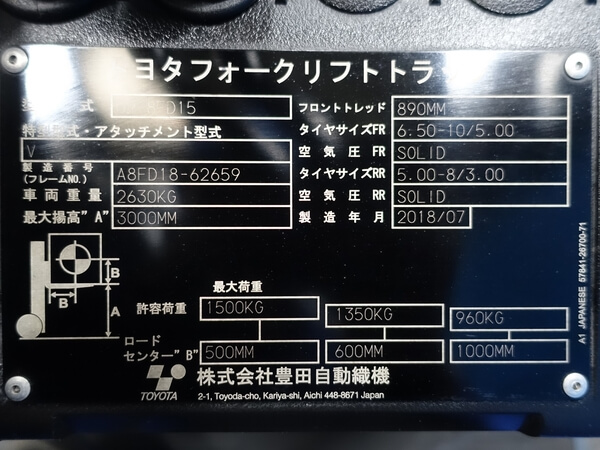 ヨタフォークリフトトラ
型 式 8FD15
フロントトレッド 890MM
特型型式・アタッチメント型式
V
タイヤサイズFR 6.50-10/5.00
空気圧FR SOLID
製造番号
(フレームNO.) A8FD18-62659
タイヤサイズRR 5.00-8/3.00
車両重量 2630KG
空気圧RR SOLID
最大揚高"A" 3000MM
製造年月 2018/07
B
B
A
最大荷重
許容荷重 1500KG 1350KG 960KG
ロード
センター"B" 500MM 600MM 1000MM
TOYOTA
株式会社豊田自動織機
2-1, Toyoda-cho, Kariya-shi, Aichi 448-8671 Japan
A1 JAPANESE 57841-26700-71